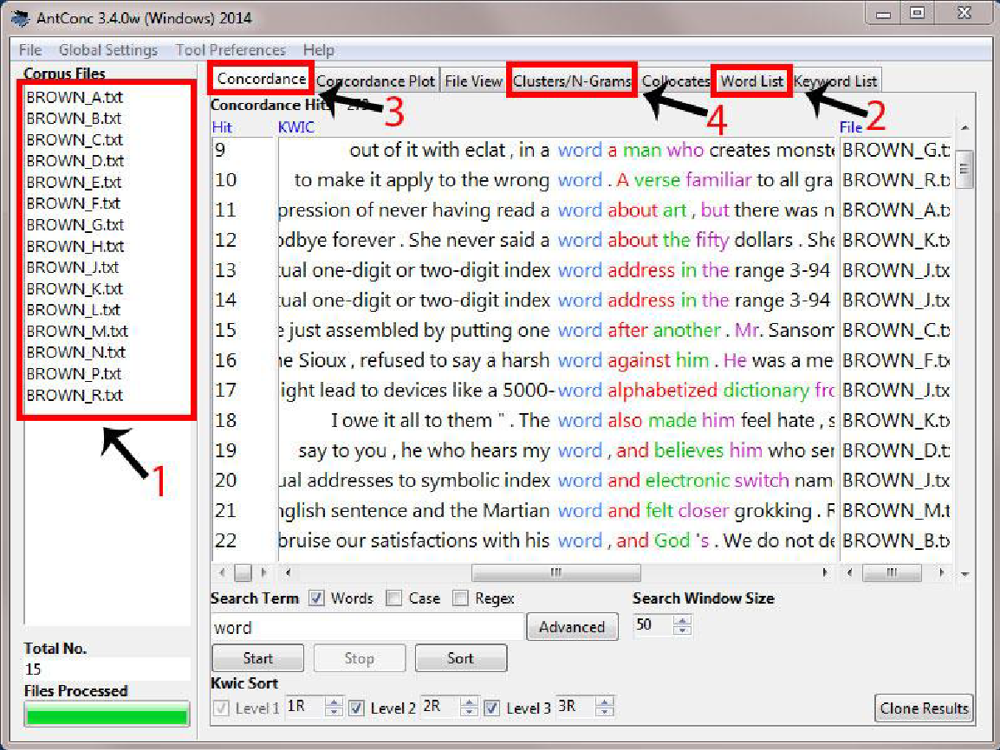 AntConc 3.4.0w (Windows) 2014
File Global Settings Tool Preferences Help
Corpus Files
BROWN_A.txt
BROWN_B.txt
BROWN_C.txt
BROWN_D.txt
BROWN_E.txt
BROWN_F.txt
BROWN_G.txt
BROWN_H.txt
BROWN_J.txt
BROWN_K.txt
BROWN_L.txt
BROWN_M.txt
BROWN_N.txt
BROWN_P.txt
BROWN_R.txt
1
Total No.
15
Files Processed
Concordance Concordance Plot File View Clusters/N-Grams Collocates Word List Keyword List
Concordance Hits
3 4 2
Hit KWIC File
9 out of it with eclat , in a word a man who creates monste BROWN_G.t
10 to make it apply to the wrong word . A verse familiar to all gra BROWN_R.t
11 pression of never having read a word about art , but there was n BROWN_A.t
12 odbye forever . She never said a word about the fifty dollars . She BROWN_K.t
13 tual one-digit or two-digit index word address in the range 3-94 BROWN_J.tx
14 tual one-digit or two-digit index word address in the range 3-94 BROWN_J.tx
15 e just assembled by putting one word after another . Mr. Sansom BROWN_C.t
16 ne Sioux , refused to say a harsh word against him . He was a me BROWN_F.t
17 ight lead to devices like a 5000- word alphabetized dictionary fro BROWN_J.tx
18 I owe it all to them " . The word also made him feel hate , s BROWN_K.t
19 say to you , he who hears my word , and believes him who ser BROWN_D.t
20 ual addresses to symbolic index word and electronic switch nam BROWN_J.tx
21 nglish sentence and the Martian word and felt closer grokking . F BROWN_M.t
22 bruise our satisfactions with his word , and God 's . We do not de BROWN_B.t
Search Term Words Case Regex Search Window Size
word Advanced 50
Start Stop Sort
Kwic Sort
Level 1 1R Level 2 2R Level 3 3R Clone Results